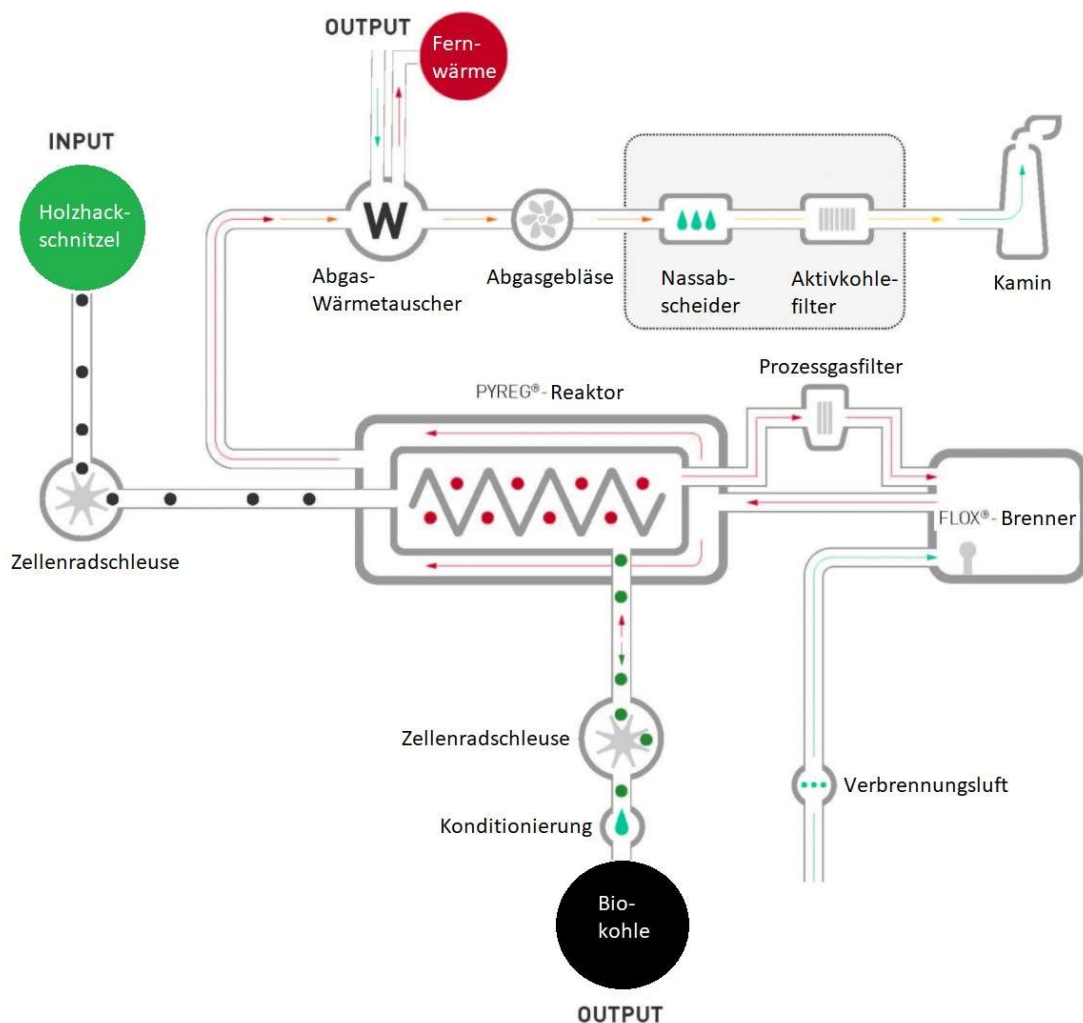 OUTPUT
Fern-
wärme
INPUT
Holzhack-
schnitzel
W
Abgas-
Wärmetauscher
Abgasgebläse
Nassab-
scheider
Aktivkohle-
filter
Kamin
Prozessgasfilter
PYREG®- Reaktor
FLOX®- Brenner
Zellenradschleuse
Zellenradschleuse
Verbrennungsluft
Konditionierung
Bio-
kohle
OUTPUT